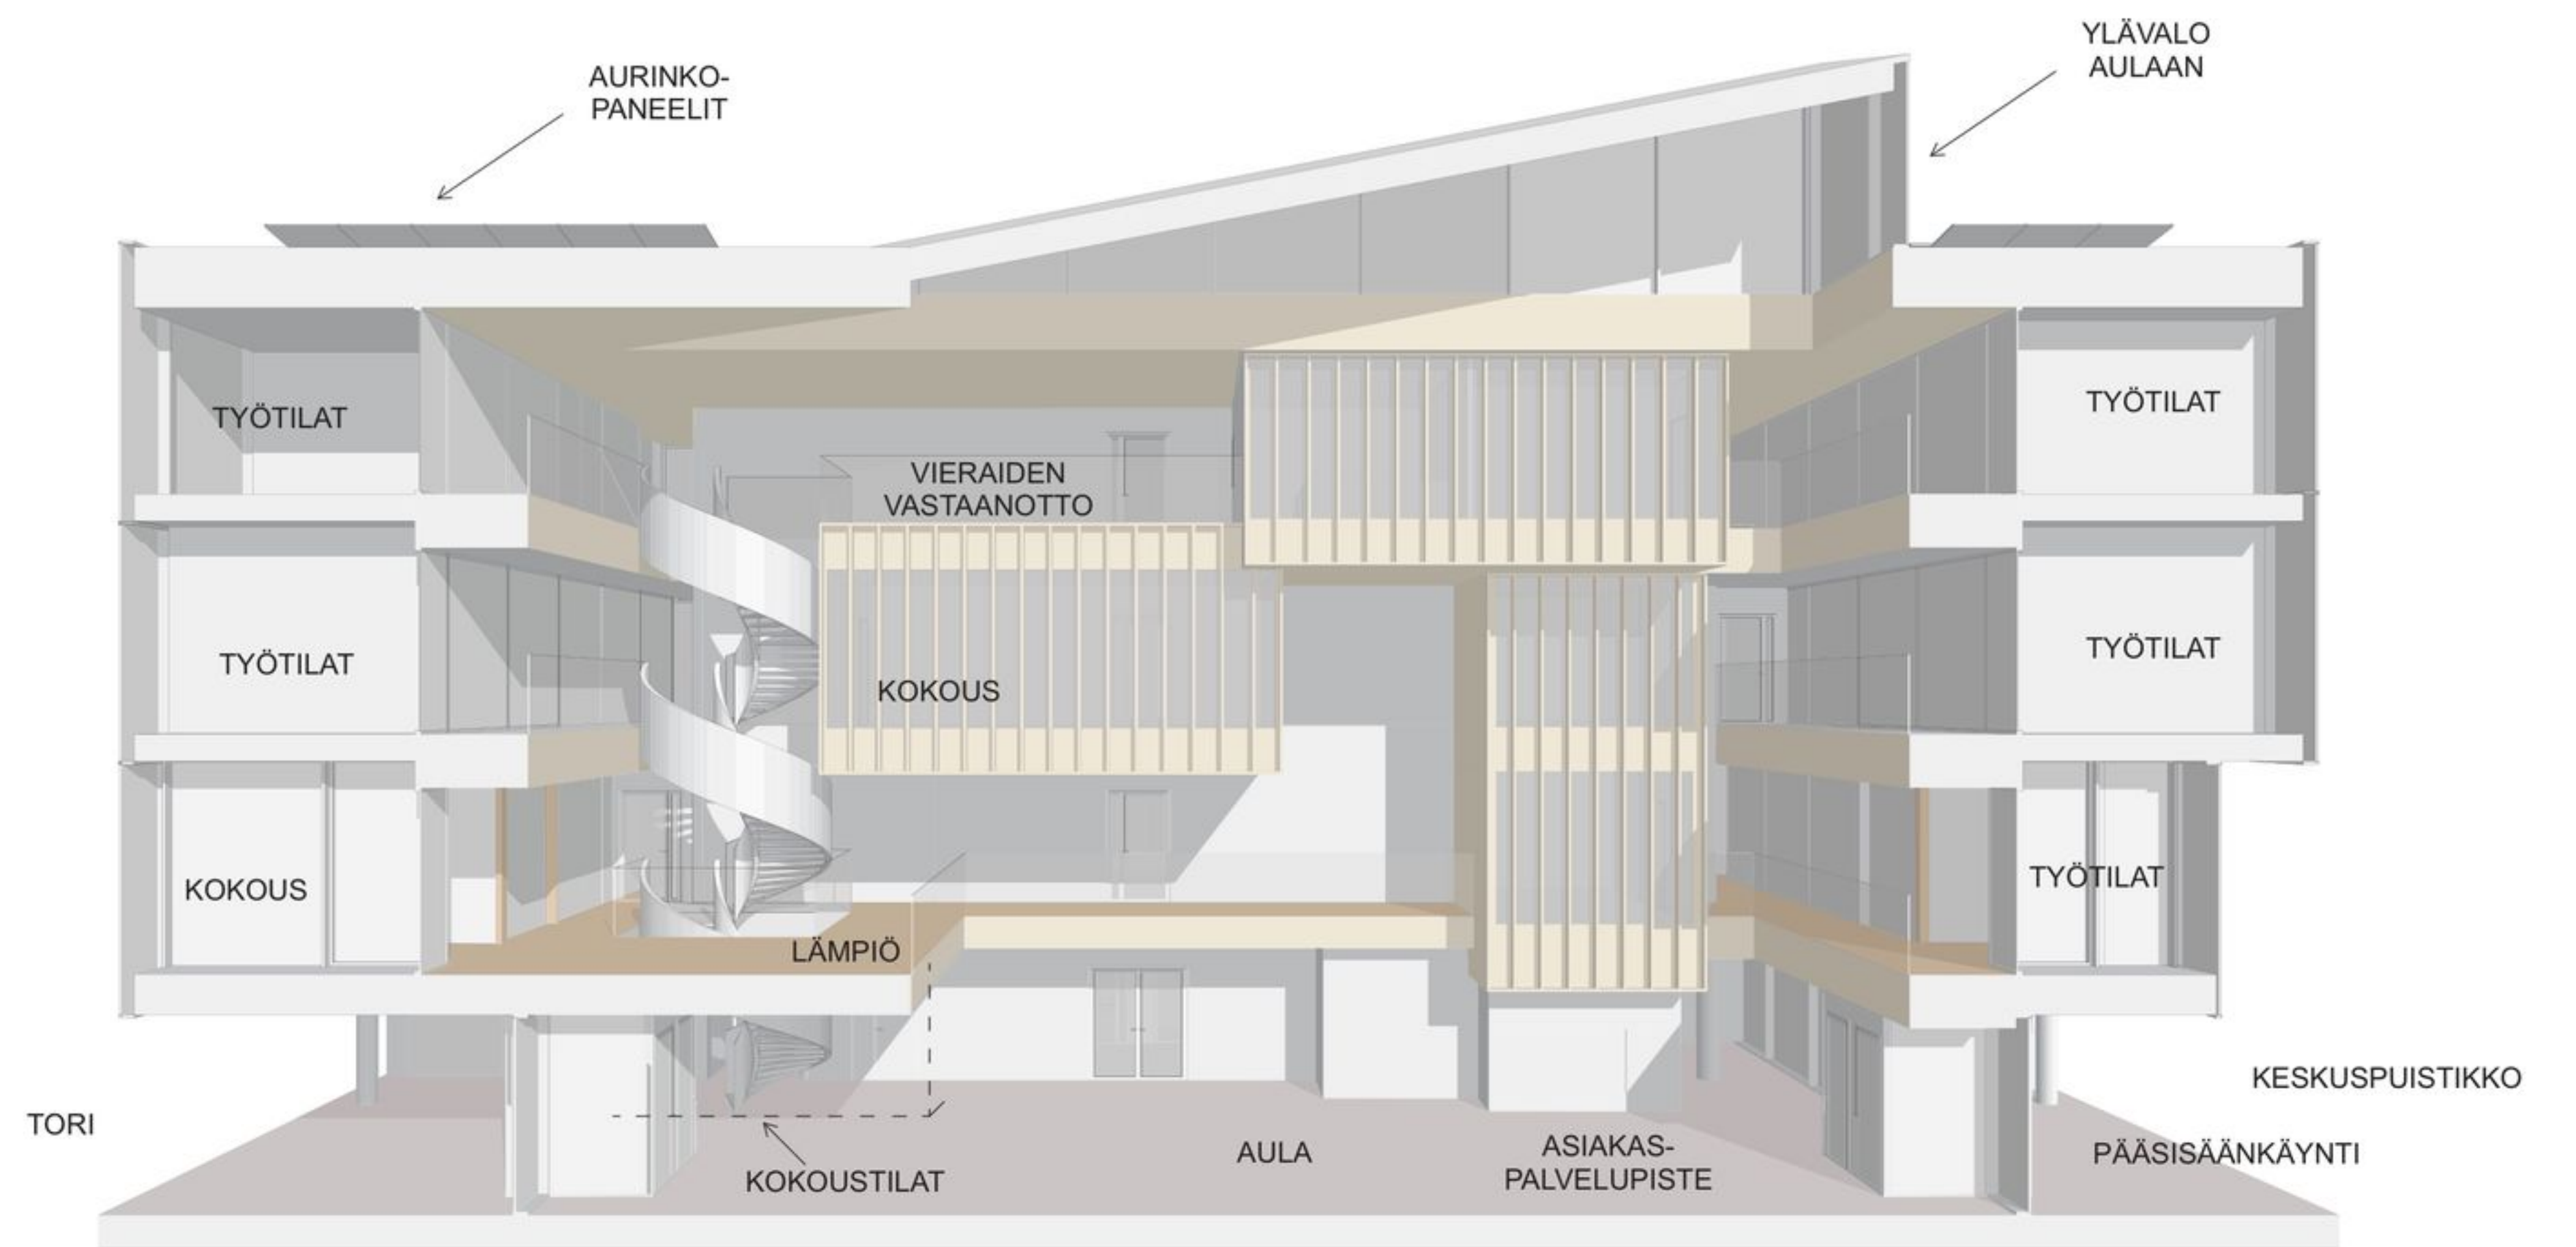 YLÄVALO
AULAAN
AURINKO-
PANEELIT
TYÖTILAT
TYÖTILAT
VIERAIDEN
VASTAANOTTO
TYÖTILAT
TYÖTILAT
KOKOUS
KOKOUS
TYÖTILAT
LÄMPIÖ
KESKUSPUISTIKKO
TORI
AULA
ASIAKAS-
PALVELUPISTE
PÄÄSISÄÄNKÄYNTI
KOKOUSTILAT